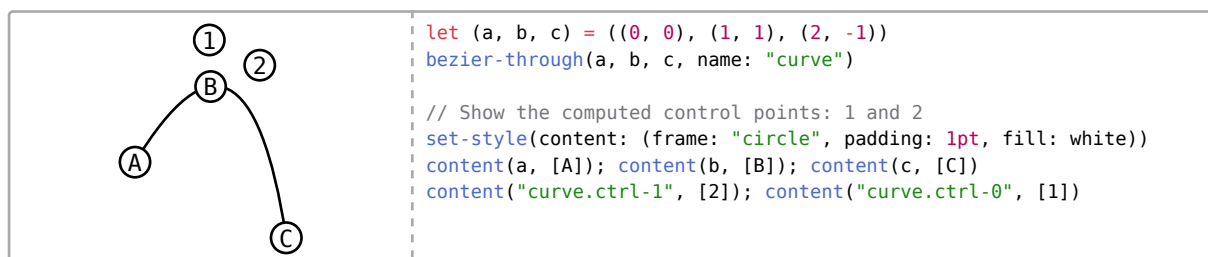 1
2
B
A
C
let (a, b, c) = ((0, 0), (1, 1), (2, -1))
bezier-through(a, b, c, name: "curve")
// Show the computed control points: 1 and 2
set-style(content: (frame: "circle", padding: 1pt, fill: white))
content(a, [A]); content(b, [B]); content(c, [C])
content("curve.ctrl-1", [2]); content("curve.ctrl-0", [1])